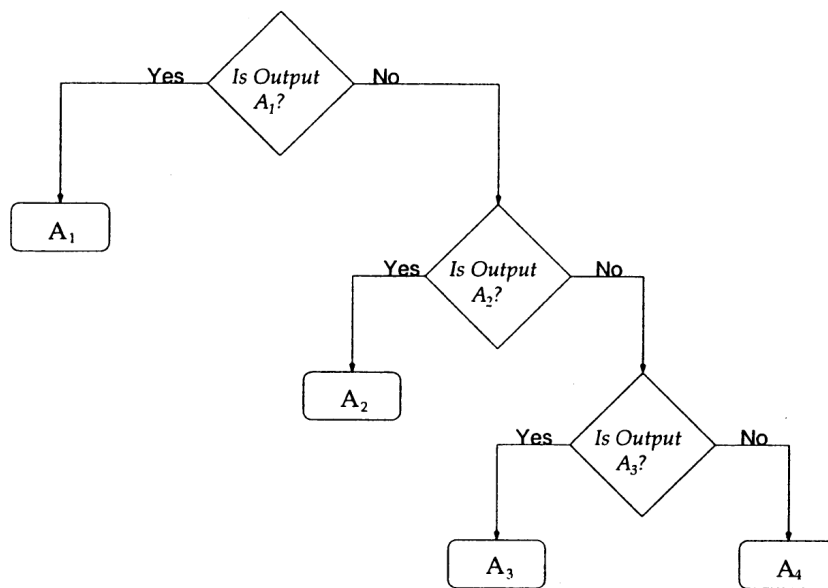 Yes
Is Output
A₁?
No
A₁
Yes
Is Output
A₂?
No
A₂
Yes
Is Output
A₃?
No
A₃
A₄